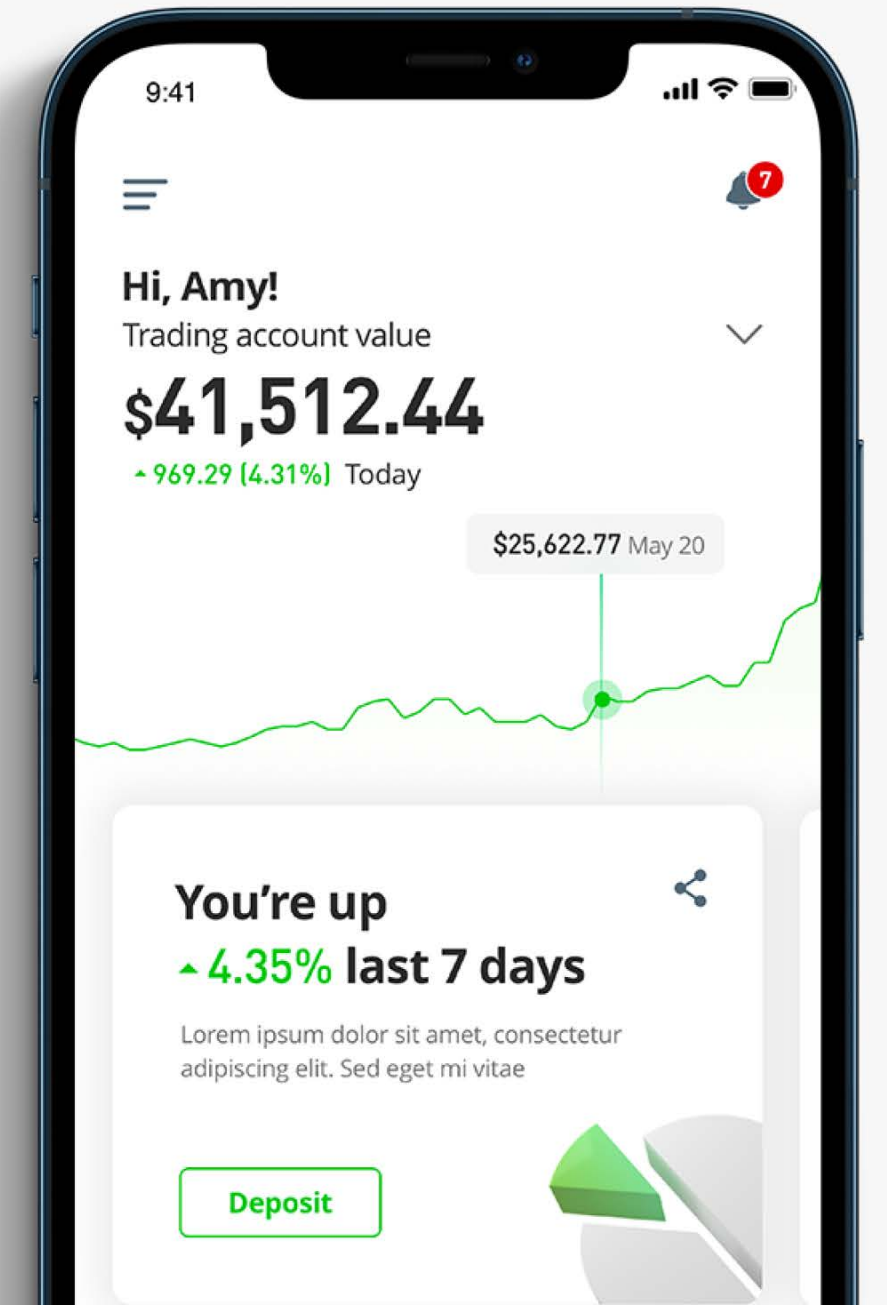 9:41
7
Hi, Amy!
Trading account value
$41,512.44
969.29 (4.31%) Today
$25,622.77 May 20
You’re up
4.35% last 7 days
Lorem ipsum dolor sit amet, consectetur
adipiscing elit. Sed eget mi vitae
Deposit